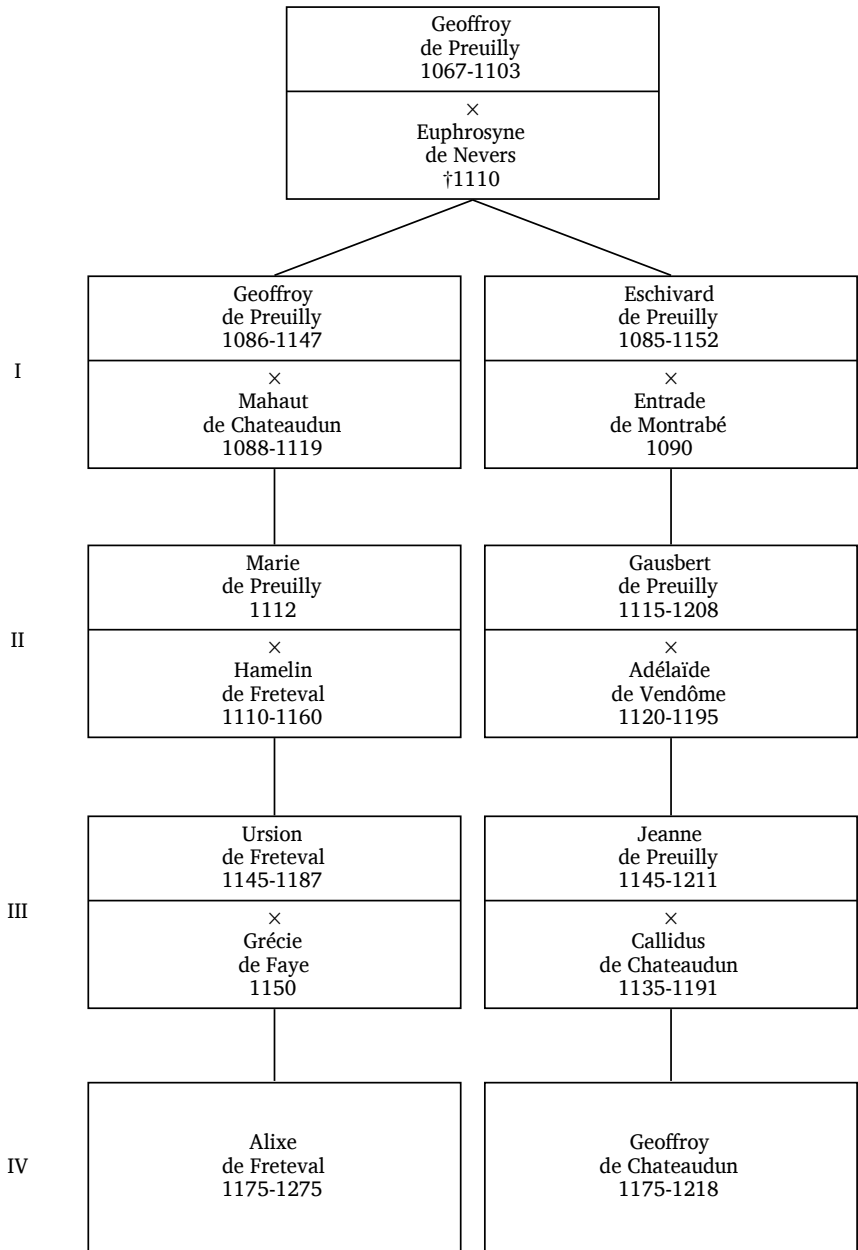 Geoffroy
de Preuilly
1067-1103
×
Euphrosyne
de Nevers
†1110
I
Geoffroy
de Preuilly
1086-1147
×
Mahaut
de Chateaudun
1088-1119
Eschivard
de Preuilly
1085-1152
×
Entrade
de Montrabé
1090
II
Marie
de Preuilly
1112
×
Hamelin
de Freteval
1110-1160
Gausbert
de Preuilly
1115-1208
×
Adélaïde
de Vendôme
1120-1195
III
Ursion
de Freteval
1145-1187
×
Grécie
de Faye
1150
Jeanne
de Preuilly
1145-1211
×
Callidus
de Chateaudun
1135-1191
IV
Alixe
de Freteval
1175-1275
Geoffroy
de Chateaudun
1175-1218